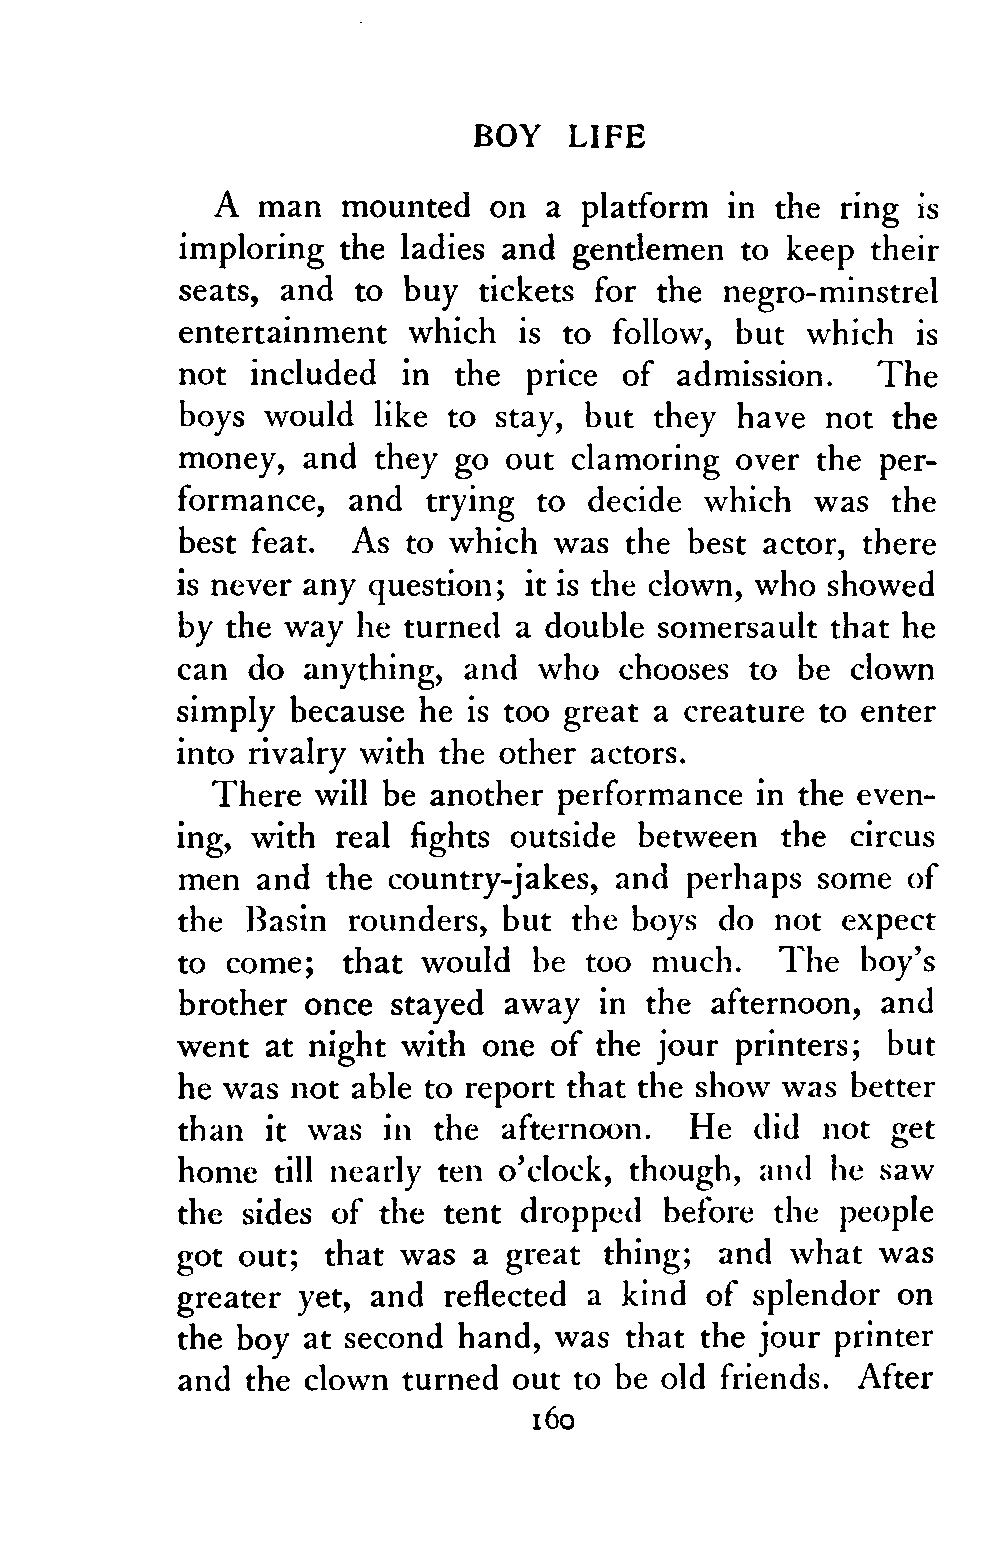 BOY LIFE
A man mounted on a platform in the ring is
imploring the ladies and gentlemen to keep their
seats, and to buy tickets for the negro-minstrel
entertainment which is to follow, but which is
not included in the price of admission. The
boys would like to stay, but they have not the
money, and they go out clamoring over the per-
formance, and trying to decide which was the
best feat. As to which was the best actor, there
is never any question; it is the clown, who showed
by the way he turned a double somersault that he
can do anything, and who chooses to be clown
simply because he is too great a creature to enter
into rivalry with the other actors.
There will be another performance in the even-
ing, with real fights outside between the circus
men and the country-jakes, and perhaps some of
the Basin rounders, but the boys do not expect
to come; that would be too much. The boy's
brother once stayed away in the afternoon, and
went at night with one of the jour printers; but
he was not able to report that the show was better
than it was in the afternoon. He did not get
home till nearly ten o'clock, though, and he saw
the sides of the tent dropped before the people
got out; that was a great thing; and what was
greater yet, and reflected a kind of splendor on
the boy at second hand, was that the jour printer
and the clown turned out to be old friends. After
160